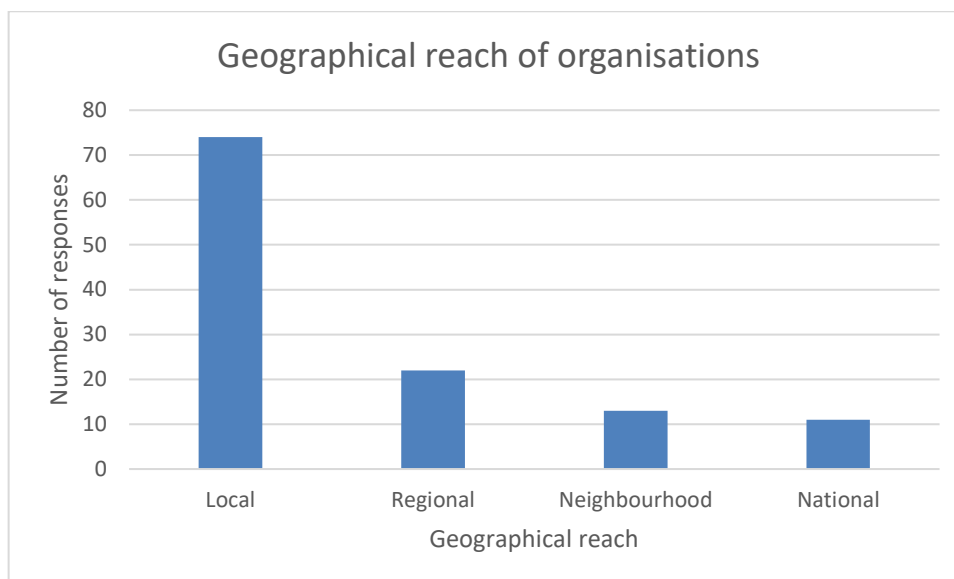 Geographical reach of organisations
80
70
60
50
40
30
20
10
0
Number of responses
Local Regional Neighbourhood National
Geographical reach